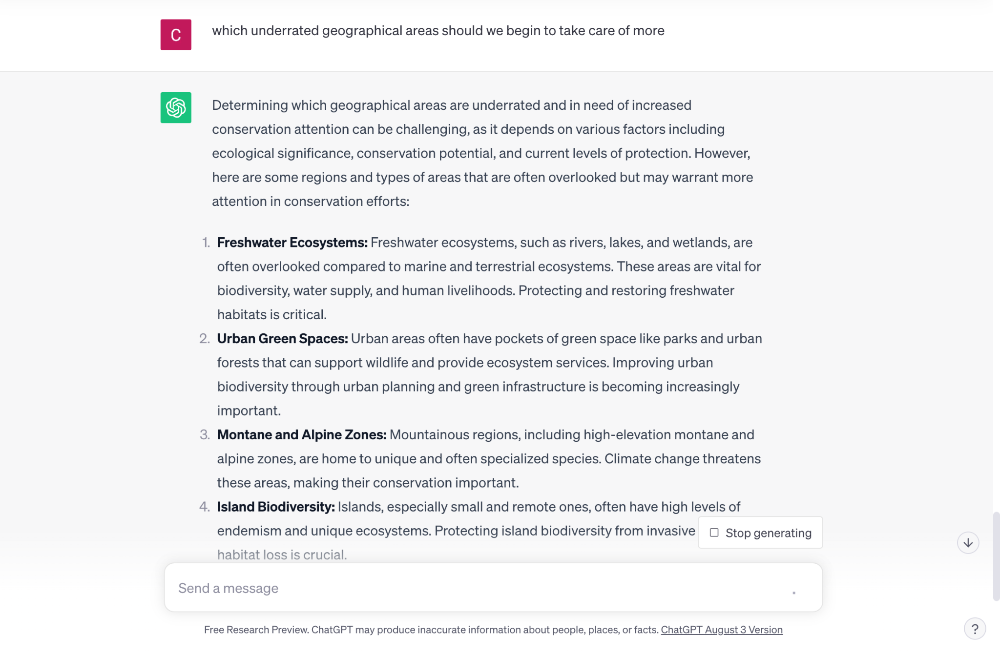 C
which underrated geographical areas should we begin to take care of more
Determining which geographical areas are underrated and in need of increased
conservation attention can be challenging, as it depends on various factors including
ecological significance, conservation potential, and current levels of protection. However,
here are some regions and types of areas that are often overlooked but may warrant more
attention in conservation efforts:
1. Freshwater Ecosystems: Freshwater ecosystems, such as rivers, lakes, and wetlands, are
often overlooked compared to marine and terrestrial ecosystems. These areas are vital for
biodiversity, water supply, and human livelihoods. Protecting and restoring freshwater
habitats is critical.
2. Urban Green Spaces: Urban areas often have pockets of green space like parks and urban
forests that can support wildlife and provide ecosystem services. Improving urban
biodiversity through urban planning and green infrastructure is becoming increasingly
important.
3. Montane and Alpine Zones: Mountainous regions, including high-elevation montane and
alpine zones, are home to unique and often specialized species. Climate change threatens
these areas, making their conservation important.
4. Island Biodiversity: Islands, especially small and remote ones, often have high levels of
endemism and unique ecosystems. Protecting island biodiversity from invasive
Stop generating
habitat loss is crucial.
Send a message
Free Research Preview. ChatGPT may produce inaccurate information about people, places, or facts. ChatGPT August 3 Version
?